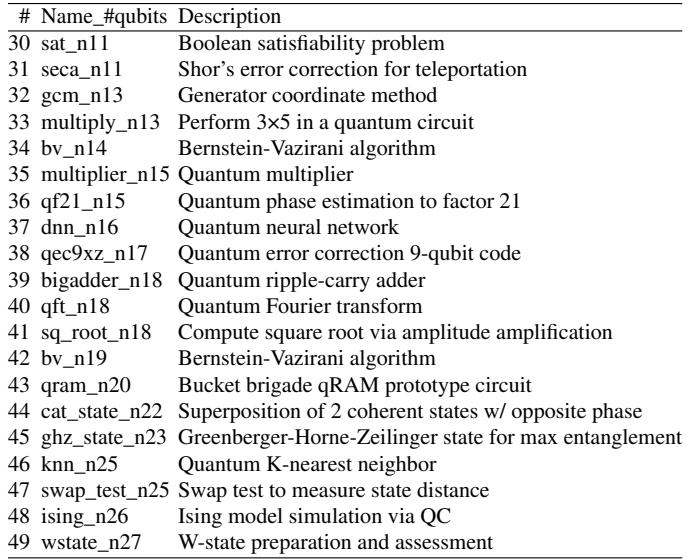 # Name_#qubits Description
30 sat_n11 Boolean satisfiability problem
31 seca_n11 Shor's error correction for teleportation
32 gcm_n13 Generator coordinate method
33 multiply_n13 Perform 3×5 in a quantum circuit
34 bv_n14 Bernstein-Vazirani algorithm
35 multiplier_n15 Quantum multiplier
36 qf21_n15 Quantum phase estimation to factor 21
37 dnn_n16 Quantum neural network
38 qec9xz_n17 Quantum error correction 9-qubit code
39 bigadder_n18 Quantum ripple-carry adder
40 qft_n18 Quantum Fourier transform
41 sq_root_n18 Compute square root via amplitude amplification
42 bv_n19 Bernstein-Vazirani algorithm
43 qram_n20 Bucket brigade qRAM prototype circuit
44 cat_state_n22 Superposition of 2 coherent states w/ opposite phase
45 ghz_state_n23 Greenberger-Horne-Zeilinger state for max entanglement
46 knn_n25 Quantum K-nearest neighbor
47 swap_test_n25 Swap test to measure state distance
48 ising_n26 Ising model simulation via QC
49 wstate_n27 W-state preparation and assessment